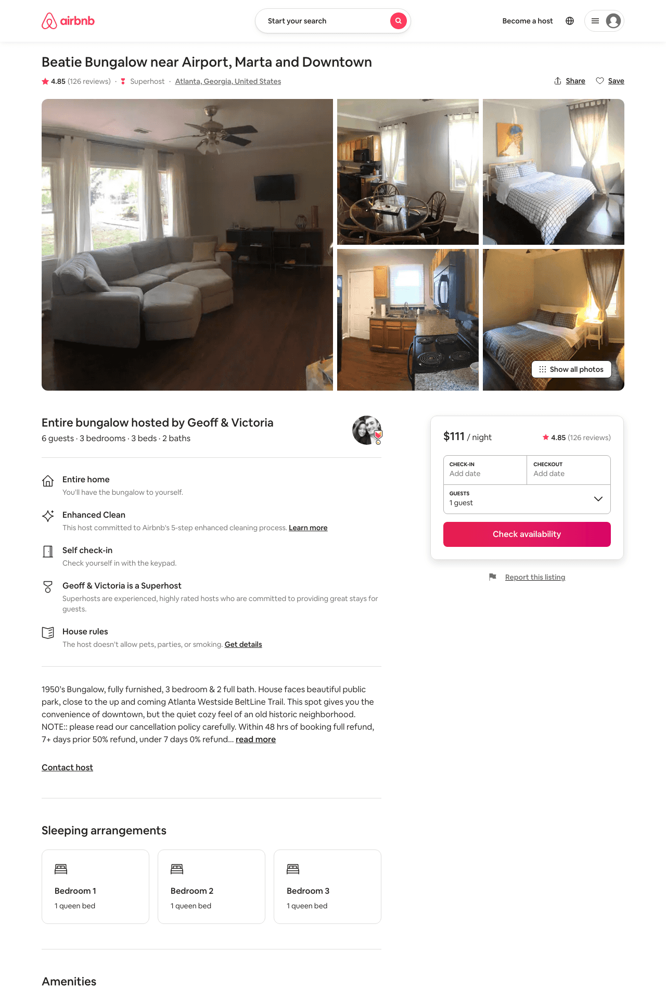 airbnb
Start your search
Become a host
Beatie Bungalow near Airport, Marta and Downtown
4.85 (126 reviews) · Superhost · Atlanta, Georgia, United States
Share
Save
Show all photos
Entire bungalow hosted by Geoff & Victoria
6 guests · 3 bedrooms · 3 beds · 2 baths
Entire home
You’ll have the bungalow to yourself.
Enhanced Clean
This host committed to Airbnb's 5-step enhanced cleaning process. Learn more
Self check-in
Check yourself in with the keypad.
Geoff & Victoria is a Superhost
Superhosts are experienced, highly rated hosts who are committed to providing great stays for
guests.
House rules
The host doesn’t allow pets, parties, or smoking. Get details
$111 / night
4.85 (126 reviews)
CHECK-IN
Add date
CHECKOUT
Add date
GUESTS
1 guest
Check availability
Report this listing
1950’s Bungalow, fully furnished, 3 bedroom & 2 full bath. House faces beautiful public
park, close to the up and coming Atlanta Westside BeltLine Trail. This spot gives you the
convenience of downtown, but the quiet cozy feel of an old historic neighborhood.
NOTE:: please read our cancellation policy carefully. Within 48 hrs of booking full refund,
7+ days prior 50% refund, under 7 days 0% refund... read more
Contact host
Sleeping arrangements
Bedroom 1
1 queen bed
Bedroom 2
1 queen bed
Bedroom 3
1 queen bed
Amenities